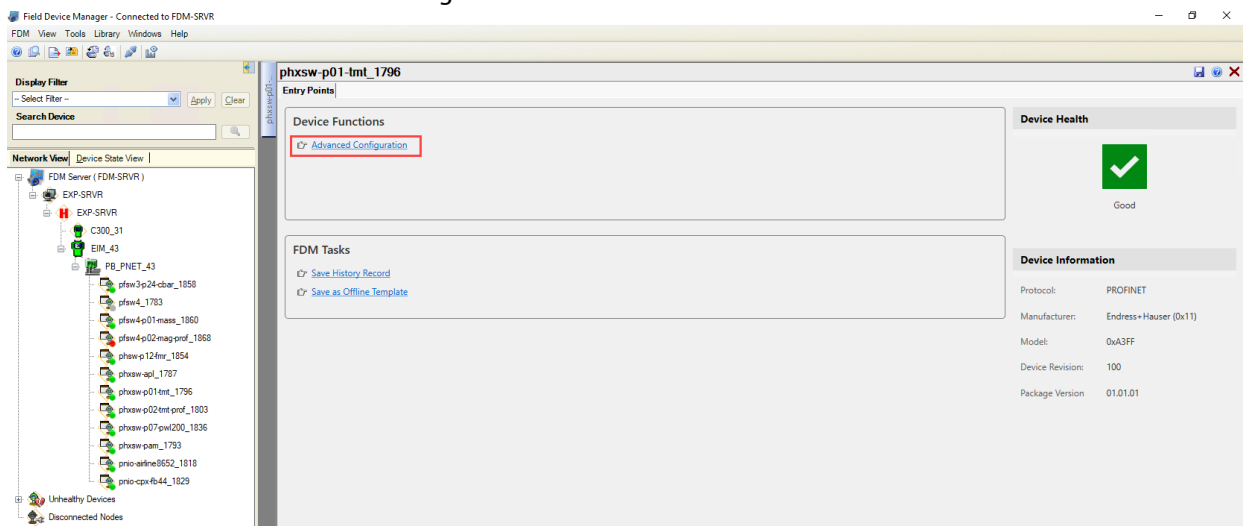 Field Device Manager - Connected to FDM-SRVR
FDM View Tools Library Windows Help
Display Filter
-- Select Filter --
Apply Clear
Search Device
Network View Device State View
FDM Server ( FDM-SRVR )
EXP-SRVR
EXP-SRVR
C300_31
EIM_43
PB_PNET_43
pfsw3-p24-cbar_1858
pfsw4_1783
pfsw4-p01-mass_1860
pfsw4-p02-mag-prof_1868
phsw-p12-fmr_1854
phxsw-apl_1787
phxsw-p01-tmt_1796
phxsw-p02-tmt-prof_1803
phxsw-p07-pwl200_1836
phxsw-pam_1793
pnio-airline8652_1818
pnio-cpx-fb44_1829
Unhealthy Devices
Disconnected Nodes
phxsw-p01-
phxsw-p01-tmt_1796
Entry Points
Device Functions
Advanced Configuration
FDM Tasks
Save History Record
Save as Offline Template
Device Health
Good
Device Information
Protocol: PROFINET
Manufacturer: Endress+Hauser (0x11)
Model: 0xA3FF
Device Revision: 100
Package Version 01.01.01